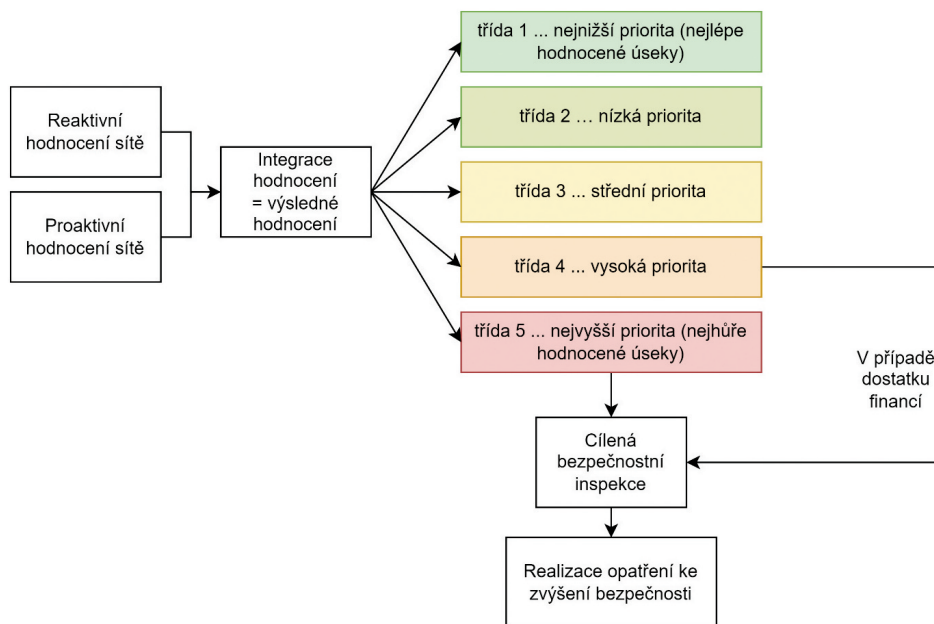 Reaktivní
hodnocení sítě
Proaktivní
hodnocení sítě
Integrace
hodnocení
= výsledné
hodnocení
třída 1 ... nejnižší priorita (nejlépe
hodnocené úseky)
třída 2 ... nízká priorita
třída 3 ... střední priorita
třída 4 ... vysoká priorita
třída 5 ... nejvyšší priorita (nejhůře
hodnocené úseky)
V případě
dostatku
financí
Cílená
bezpečnostní
inspekce
Realizace opatření ke
zvýšení bezpečnosti